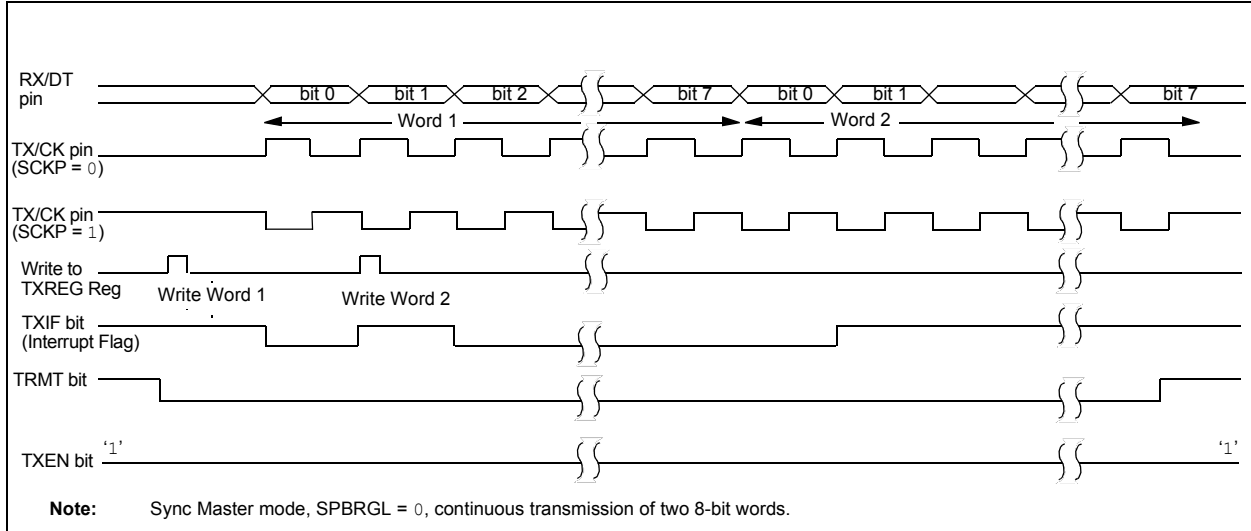 RX/DT
pin
bit 0 bit 1 bit 2 bit 7 bit 0 bit 1 bit 7
Word 1 Word 2
TX/CK pin
(SCKP = 0)
TX/CK pin
(SCKP = 1)
Write to
TXREG Reg
Write Word 1 Write Word 2
TXIF bit
(Interrupt Flag)
TRMT bit
TXEN bit ‘1’ ‘1’
Note: Sync Master mode, SPBRGL = 0, continuous transmission of two 8-bit words.